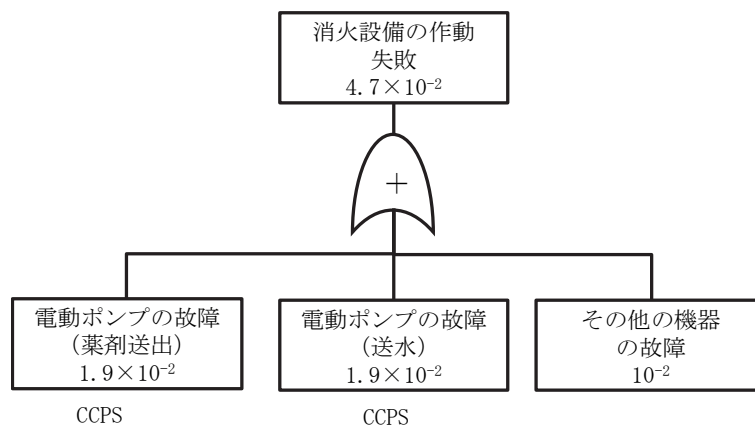 消火設備の作動
失敗
4.7×10⁻²
+
電動ポンプの故障
(薬剤送出)
1.9×10⁻²
電動ポンプの故障
(送水)
1.9×10⁻²
その他の機器
の故障
10⁻²
CCPS
CCPS